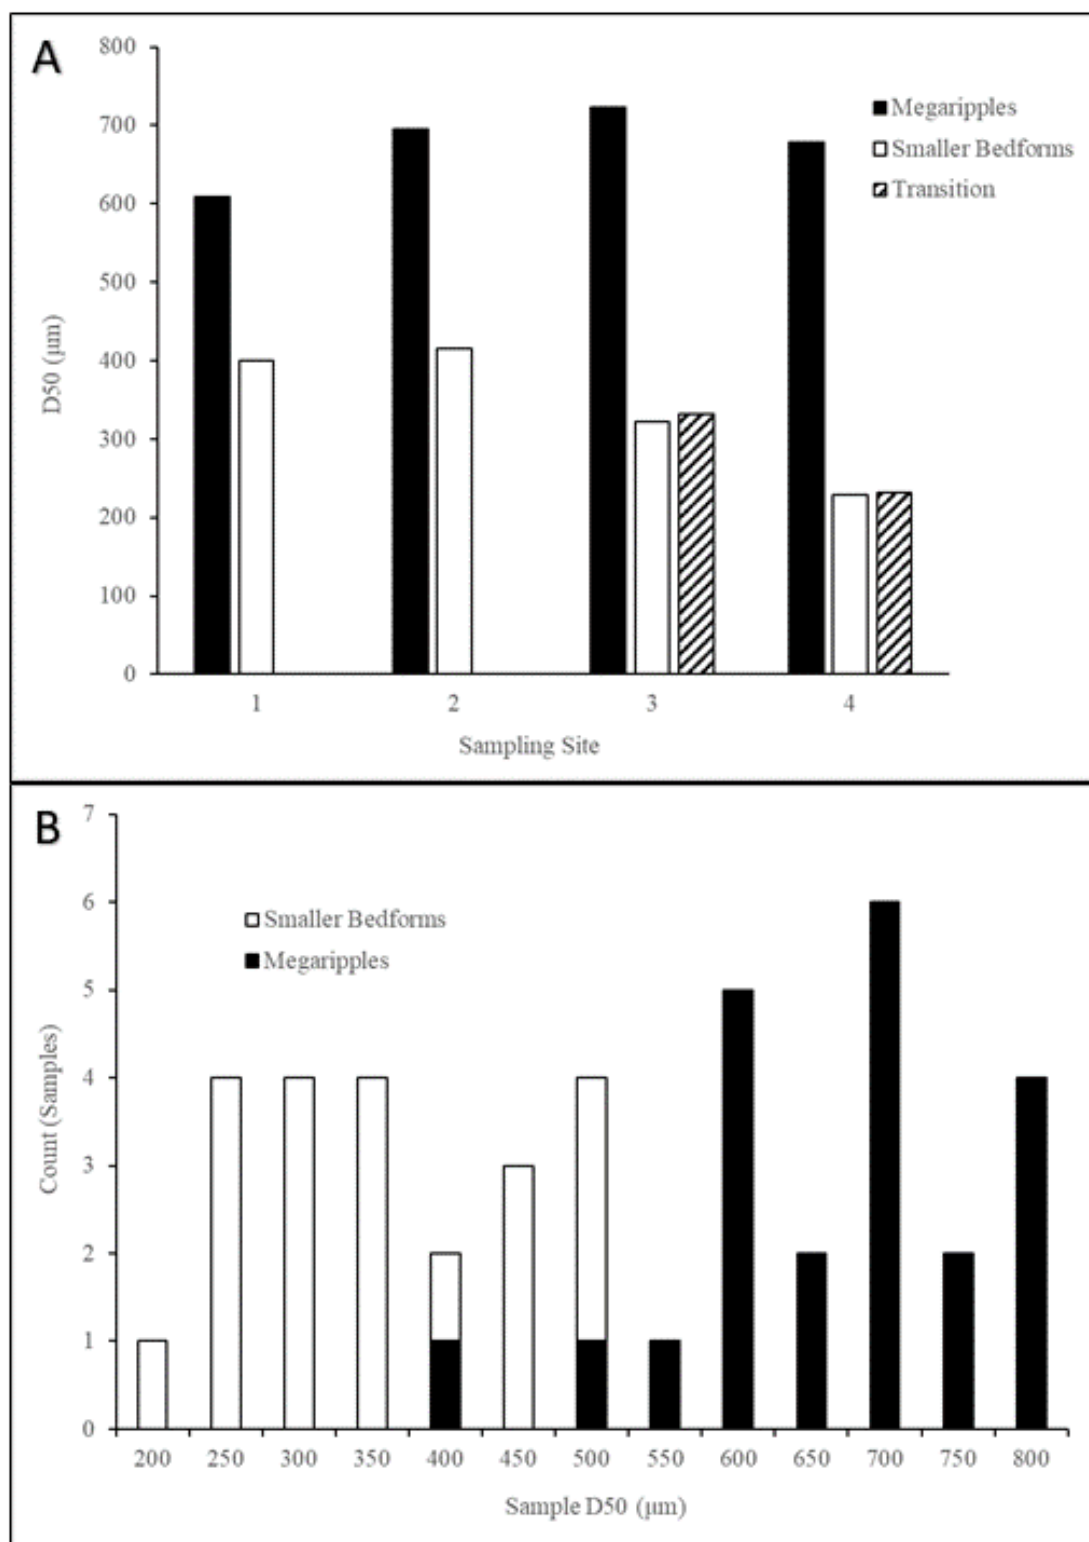 A
800
700
600
500
400
300
200
100
0
D50 (µm)
Megaripples
Smaller Bedforms
Transition
1 2 3 4
Sampling Site
B
7
6
5
4
3
2
1
0
Count (Samples)
Smaller Bedforms
Megaripples
200 250 300 350 400 450 500 550 600 650 700 750 800
Sample D50 (µm)